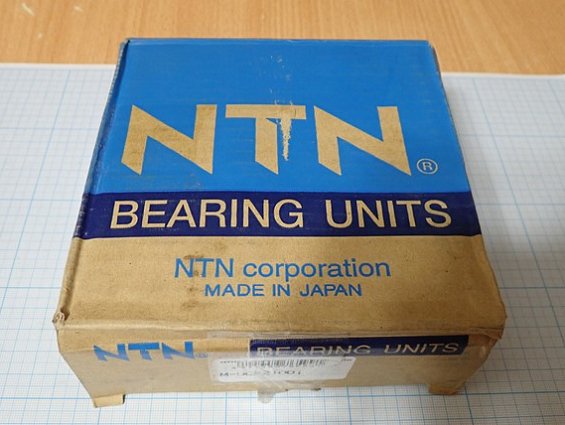 NTN®
BEARING UNITS
NTN corporation
MADE IN JAPAN
NTN® BEARING UNITS